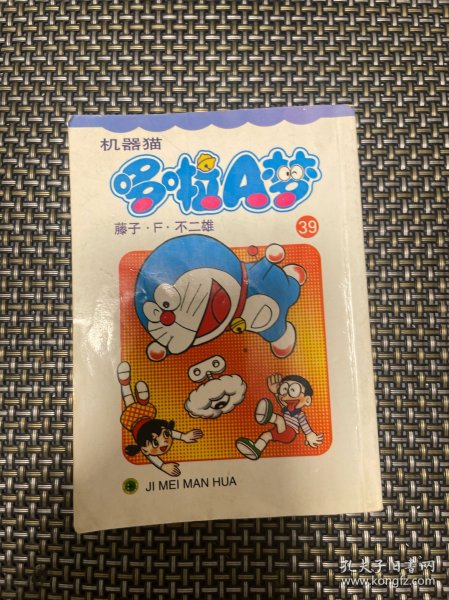 机器猫
哆啦A梦
藤子·F·不二雄
39
JI MEI MAN HUA
孔夫子旧书网
www.kongfz.com